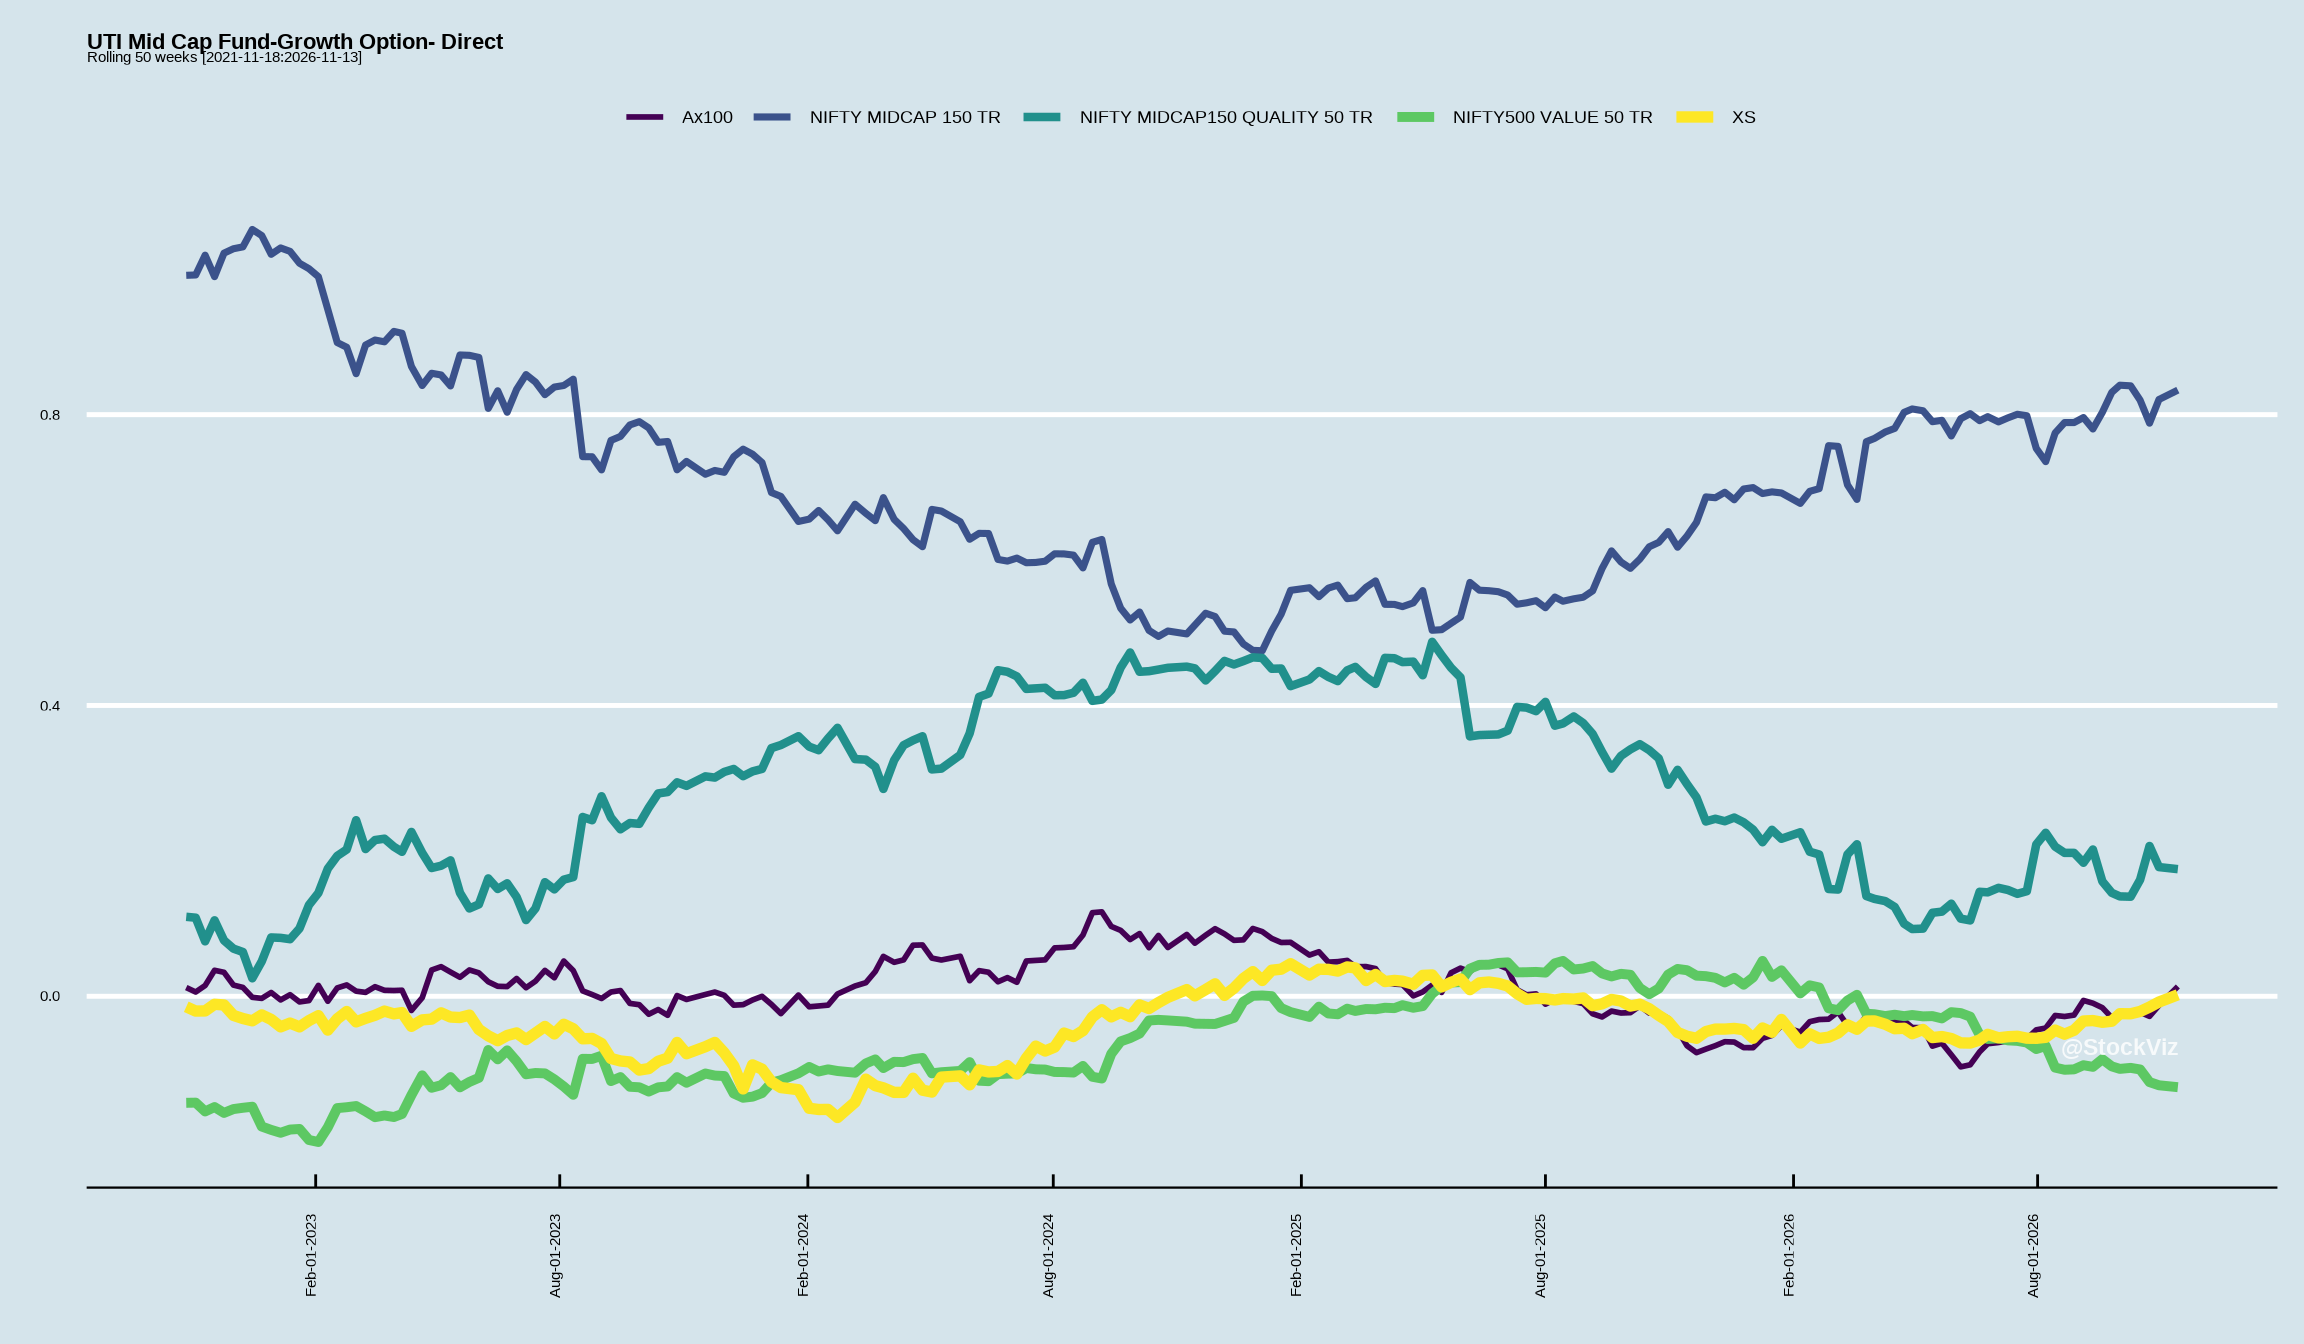 UTI Mid Cap Fund-Growth Option- Direct
Rolling 50 weeks [2021-11-18:2026-11-13]
Ax100 NIFTY MIDCAP 150 TR NIFTY MIDCAP150 QUALITY 50 TR NIFTY500 VALUE 50 TR XS
0.8
0.4
0.0
@StockViz
Feb-01-2023 Aug-01-2023 Feb-01-2024 Aug-01-2024 Feb-01-2025 Aug-01-2025 Feb-01-2026 Aug-01-2026